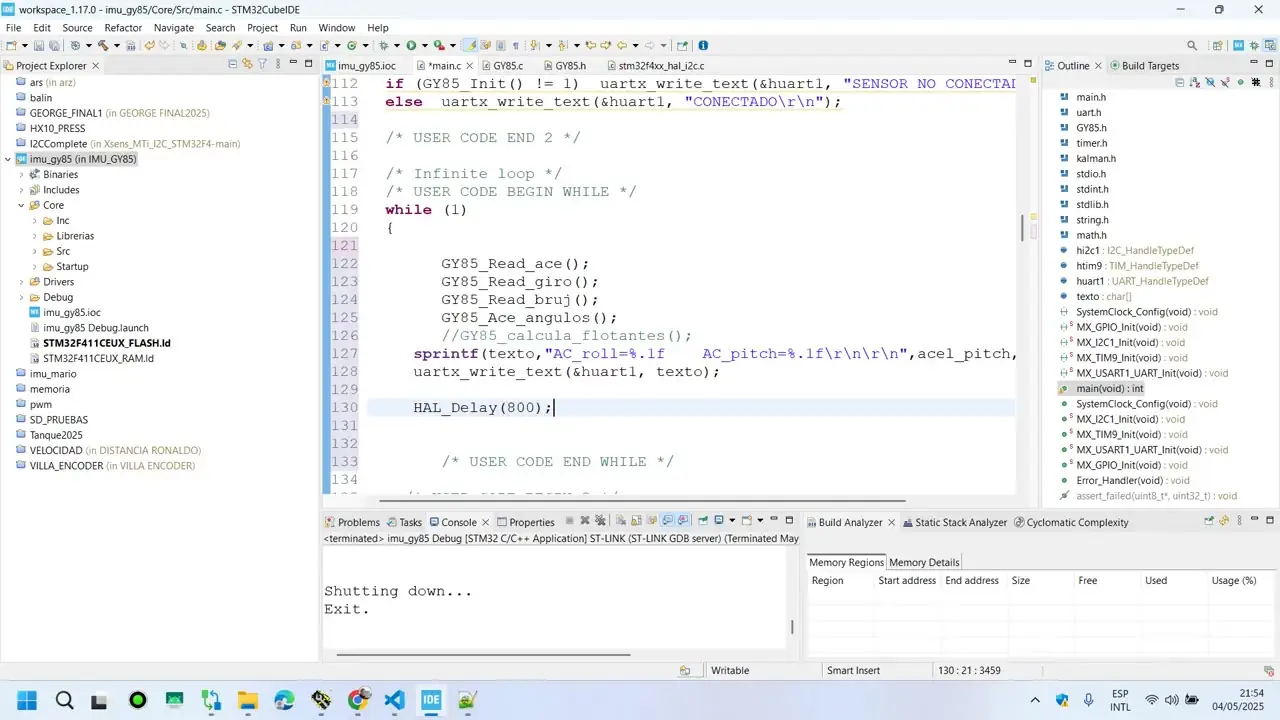 workspace_1.17.0 - imu_gy85/Core/Src/main.c - STM32CubeIDE
File Edit Source Refactor Navigate Search Project Run Window Help
Project Explorer
ars (in arz)
balin
GEORGE_FINAL1 (in GEORGE FINAL2025)
HX10_PRESS
I2CComplete (in Xsens_MTi_I2C_STM32F4-main)
imu_gy85 (in IMU_GY85)
Binaries
Includes
Core
Inc
Librerias
Src
Startup
Drivers
Debug
imu_gy85.ioc
imu_gy85 Debug.launch
STM32F411CEUX_FLASH.ld
STM32F411CEUX_RAM.ld
imu_mario
memoria
pwm
SD_PRUEBAS
Tanque2025
VELOCIDAD (in DISTANCIA RONALDO)
VILLA_ENCODER (in VILLA ENCODER)
imu_gy85.ioc *main.c GY85.c GY85.h stm32f4xx_hal_i2c.c
112 if (GY85_Init() != 1) uartx_write_text(&huart1, "SENSOR NO CONECTAD
113 else uartx_write_text(&huart1, "CONECTADO\r\n");
114
115 /* USER CODE END 2 */
116
117 /* Infinite loop */
118 /* USER CODE BEGIN WHILE */
119 while (1)
120 {
121
122 GY85_Read_ace();
123 GY85_Read_giro();
124 GY85_Read_bruj();
125 GY85_Ace_angulos();
126 //GY85_calcula_flotantes();
127 sprintf(texto,"AC_roll=%.1f    AC_pitch=%.1f\r\n\r\n",acel_pitch,
128 uartx_write_text(&huart1, texto);
129
130 HAL_Delay(800);
131
132
133 /* USER CODE END WHILE */
134
Outline Build Targets
main.h
uart.h
GY85.h
timer.h
kalman.h
stdio.h
stdint.h
stdlib.h
string.h
math.h
hi2c1 : I2C_HandleTypeDef
htim9 : TIM_HandleTypeDef
huart1 : UART_HandleTypeDef
texto : char[]
SystemClock_Config(void) : void
MX_GPIO_Init(void) : void
MX_I2C1_Init(void) : void
MX_TIM9_Init(void) : void
MX_USART1_UART_Init(void) : void
main(void) : int
SystemClock_Config(void) : void
MX_I2C1_Init(void) : void
MX_TIM9_Init(void) : void
MX_USART1_UART_Init(void) : void
MX_GPIO_Init(void) : void
Error_Handler(void) : void
assert_failed(uint8_t*, uint32_t) : void
Problems Tasks Console Properties
<terminated> imu_gy85 Debug [STM32 C/C++ Application] ST-LINK (ST-LINK GDB server) (Terminated May
Shutting down...
Exit.
Build Analyzer Static Stack Analyzer Cyclomatic Complexity
Memory Regions Memory Details
Region Start address End address Size Free Used Usage (%)
Writable Smart Insert 130 : 21 : 3459
IDE
ESP
INTL
21:54
04/05/2025